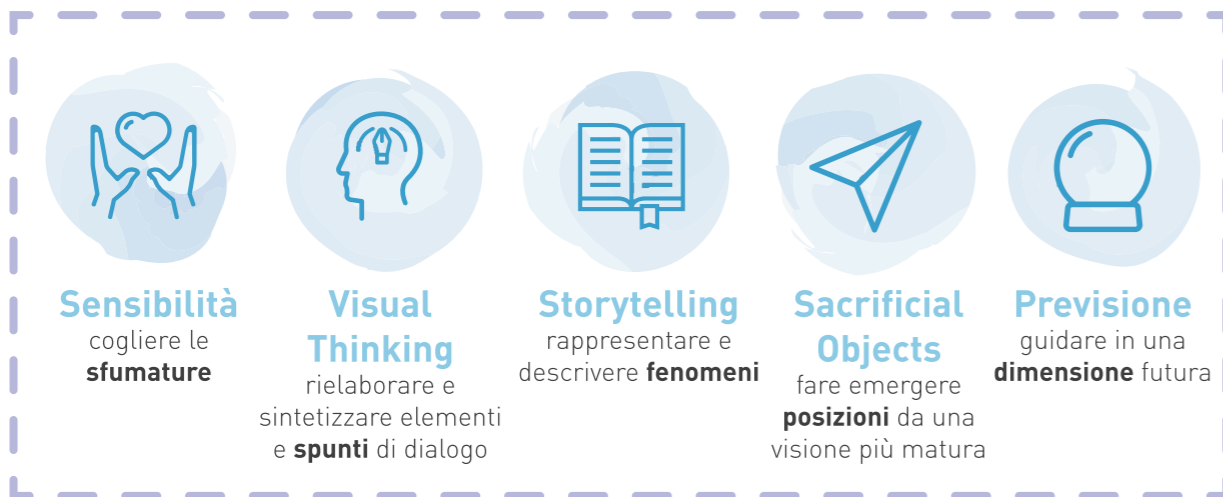 Sensibilità
cogliere le
sfumature
Visual
Thinking
rielaborare e
sintetizzare elementi
e spunti di dialogo
Storytelling
rappresentare e
descrivere fenomeni
Sacrificial
Objects
fare emergere
posizioni da una
visione più matura
Previsione
guidare in una
dimensione futura